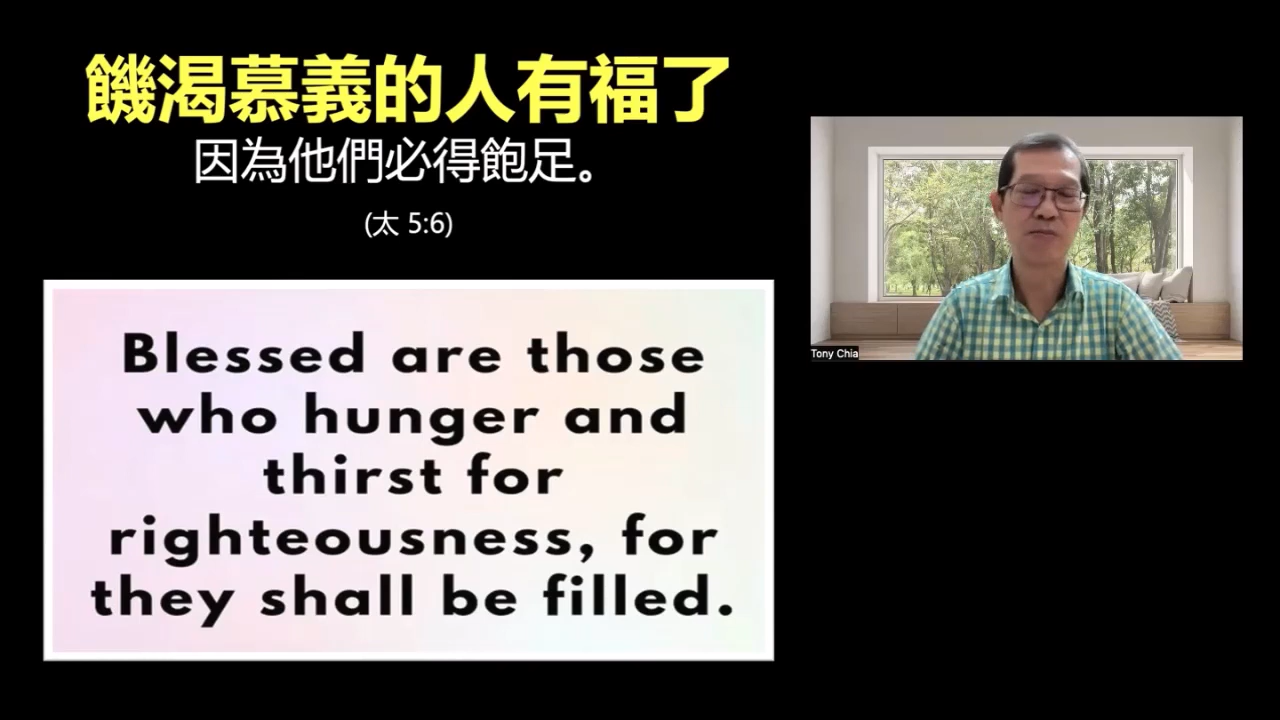 饑渴慕義的人有福了
因為他們必得飽足。
(太 5:6)
Blessed are those
who hunger and
thirst for
righteousness, for
they shall be filled.
Tony Chia